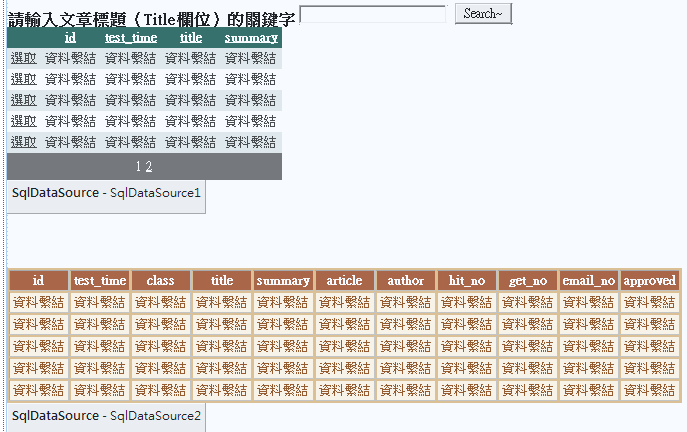 請輸入文章標題（Title欄位）的關鍵字 Search~
id test_time title summary
選取 資料繫結 資料繫結 資料繫結 資料繫結
選取 資料繫結 資料繫結 資料繫結 資料繫結
選取 資料繫結 資料繫結 資料繫結 資料繫結
選取 資料繫結 資料繫結 資料繫結 資料繫結
選取 資料繫結 資料繫結 資料繫結 資料繫結
1 2
SqlDataSource - SqlDataSource1
id test_time class title summary article author hit_no get_no email_no approved
資料繫結 資料繫結 資料繫結 資料繫結 資料繫結 資料繫結 資料繫結 資料繫結 資料繫結 資料繫結 資料繫結
資料繫結 資料繫結 資料繫結 資料繫結 資料繫結 資料繫結 資料繫結 資料繫結 資料繫結 資料繫結 資料繫結
資料繫結 資料繫結 資料繫結 資料繫結 資料繫結 資料繫結 資料繫結 資料繫結 資料繫結 資料繫結 資料繫結
資料繫結 資料繫結 資料繫結 資料繫結 資料繫結 資料繫結 資料繫結 資料繫結 資料繫結 資料繫結 資料繫結
資料繫結 資料繫結 資料繫結 資料繫結 資料繫結 資料繫結 資料繫結 資料繫結 資料繫結 資料繫結 資料繫結
SqlDataSource - SqlDataSource2